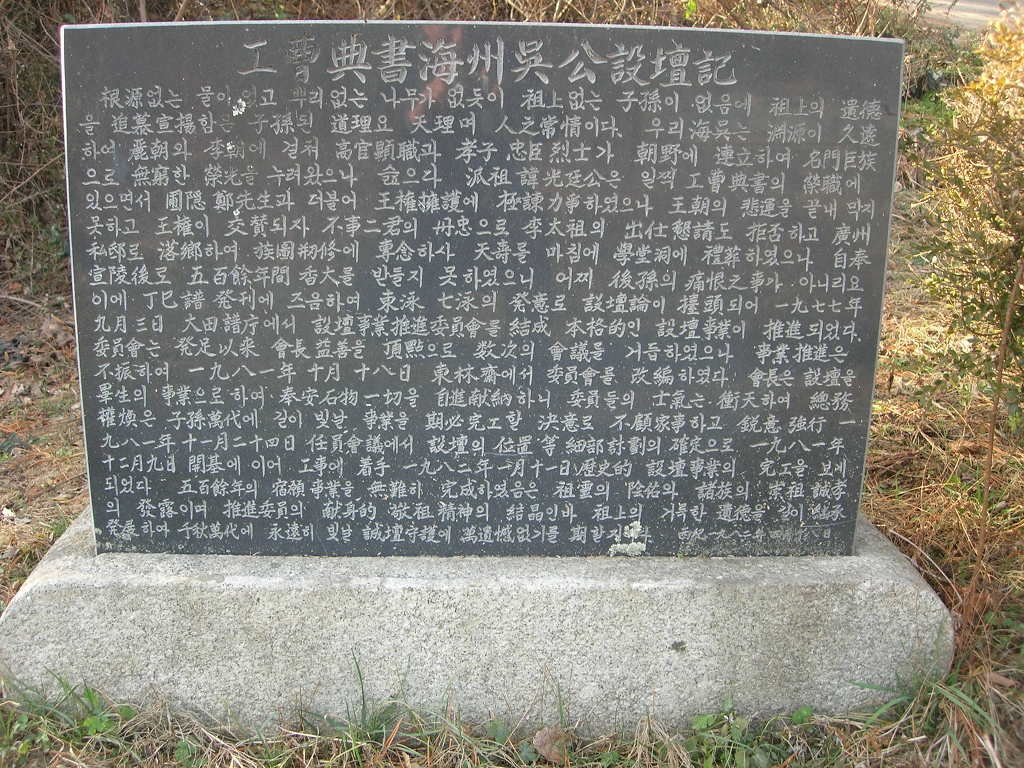 工曹典書海州吳公設壇記
根源없는 물이 없고 뿌리 없는 나무가 없듯이 祖上없는 子孫이 없음에 祖上의 遺德
을 追慕宣揚함은 子孫된 道理요 天理며 人之常情이다. 우리 海吳는 淵源이 久遠
하여 麗朝와 李朝에 걸쳐 高官顯職과 孝子 忠臣 烈士가 朝野에 連立하여 名門巨族
으로 無窮한 榮光을 누려왔으나 슯으다 派祖 諱 光廷公은 일찍 工曹典書의 榮職에
있으면서 圃隱 鄭先生과 더불어 王權擁護에 極諫力爭하였으나 王朝의 悲運을 끝내 막지
못하고 王權이 交贊되자 不事二君의 丹忠으로 李太祖의 出仕懇請도 拒否하고 廣州
私邸로 落鄕하여 族圖刱修에 專念하사 天壽를 마침에 學堂洞에 禮葬하였으나 自奉
宣陵後로 五百餘年間 香火를 받들지 못하였으니 어찌 後孫의 痛恨之事가 아니리요
이에 丁巳譜 発刊에 즈음하여 東泳 七泳의 発意로 設壇論이 擡頭되어 一九七七年
九月三日 大田譜庁에서 設壇事業推進委員會를 結成 本格的인 設壇事業이 推進되었다.
委員會는 発足以来 會長 益善을 頂點으로 数次의 會議를 거듭하였으나 事業推進은
不振하여 一九八一年 十月十八日 東林齋에서 委員會를 改編하였다. 會長은 設壇을
畢生의 事業으로 하여 奉安石物 一切을 自進献納하니 委員들의 士氣는 衝天하여 總務
權煥은 子孫萬代에 길이 빛날 事業을 期必完工할 決意로 不顧家事하고 銳意强行 一
九八一年 十一月二十四日 任員會議에서 設壇의 位置 等 細部計劃의 確定으로 一九八一年
十二月九日 開基에 이어 工事에 着手 一九八二年 一月十一日 歷史的 設壇事業의 完工을 보게
되었다. 五百餘年의 宿願事業을 無難히 完成하였음은 祖靈의 陰佑와 諸族의 崇祖誠孝
의 發露이며 推進委員의 献身的 敬祖精神의 結晶인바 祖上의 거룩한 遺德을 길이 継承
発展하여 千秋萬代에 永遠히 빛날 誠壇守護에 萬遺憾없기를 期할지 다. 西紀一九八二年 四月 日